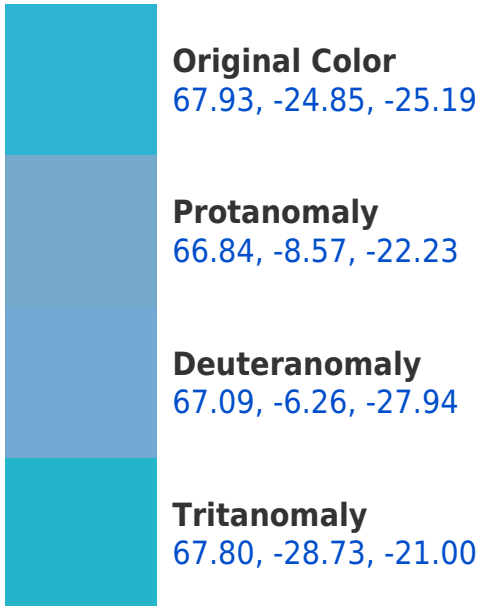 Original Color
67.93, -24.85, -25.19
Protanomaly
66.84, -8.57, -22.23
Deuteranomaly
67.09, -6.26, -27.94
Tritanomaly
67.80, -28.73, -21.00